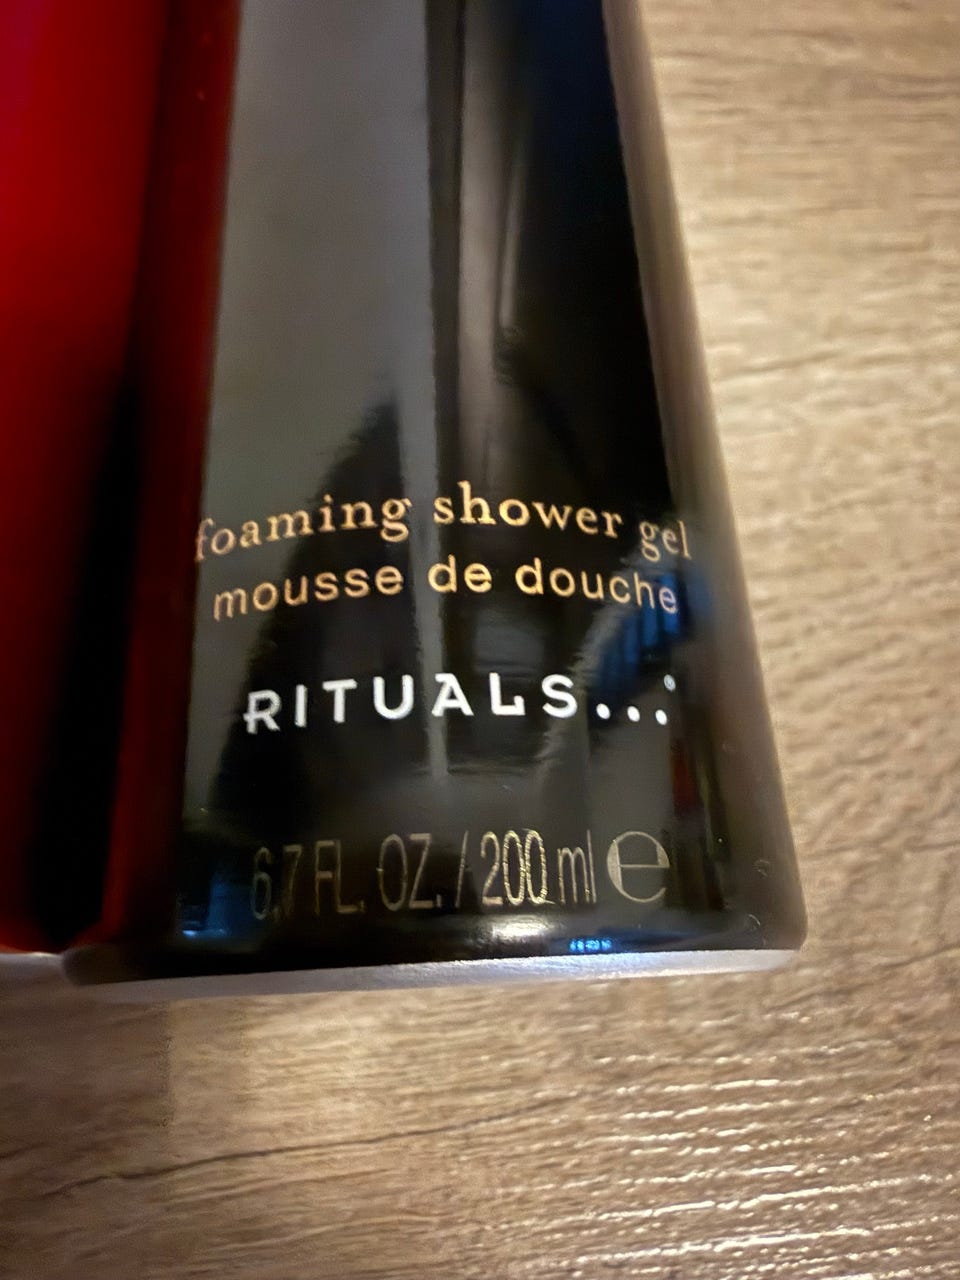 foaming shower gel
mousse de douche
RITUALS...®
6.7 FL. OZ. / 200 ml ℮